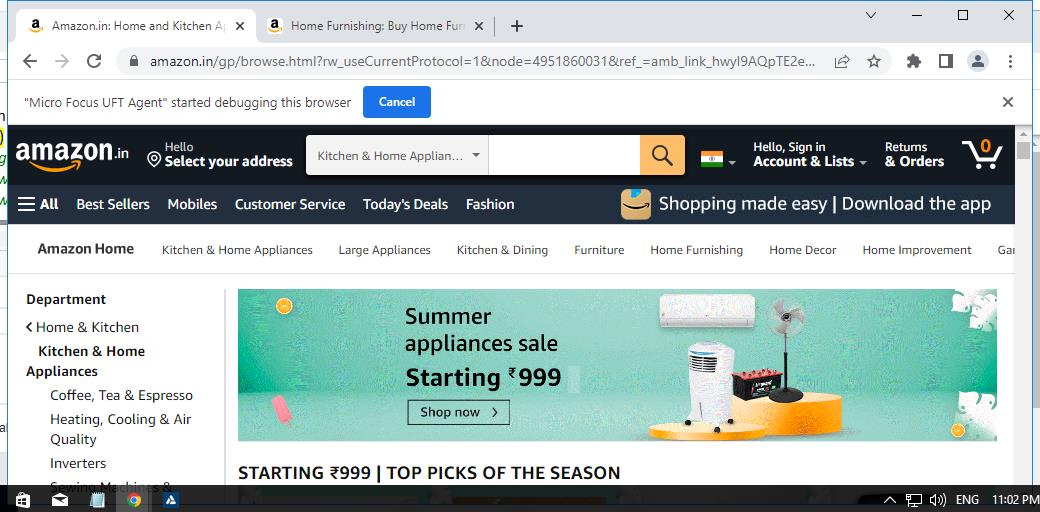 Amazon.in: Home and Kitchen A
Home Furnishing: Buy Home Furn
amazon.in/gp/browse.html?rw_useCurrentProtocol=1&node=4951860031&ref_=amb_link_hwyI9AQpTE2e...
"Micro Focus UFT Agent" started debugging this browser
Cancel
amazon.in
Hello
Select your address
Kitchen & Home Applian...
Hello, Sign in
Account & Lists
Returns
& Orders
0
All Best Sellers Mobiles Customer Service Today's Deals Fashion
Shopping made easy | Download the app
Amazon Home Kitchen & Home Appliances Large Appliances Kitchen & Dining Furniture Home Furnishing Home Decor Home Improvement Gar
Department
Home & Kitchen
Kitchen & Home
Appliances
Coffee, Tea & Espresso
Heating, Cooling & Air
Quality
Inverters
Sewing Machines &
Summer
appliances sale
Starting ₹999
Shop now
STARTING ₹999 | TOP PICKS OF THE SEASON
ENG 11:02 PM